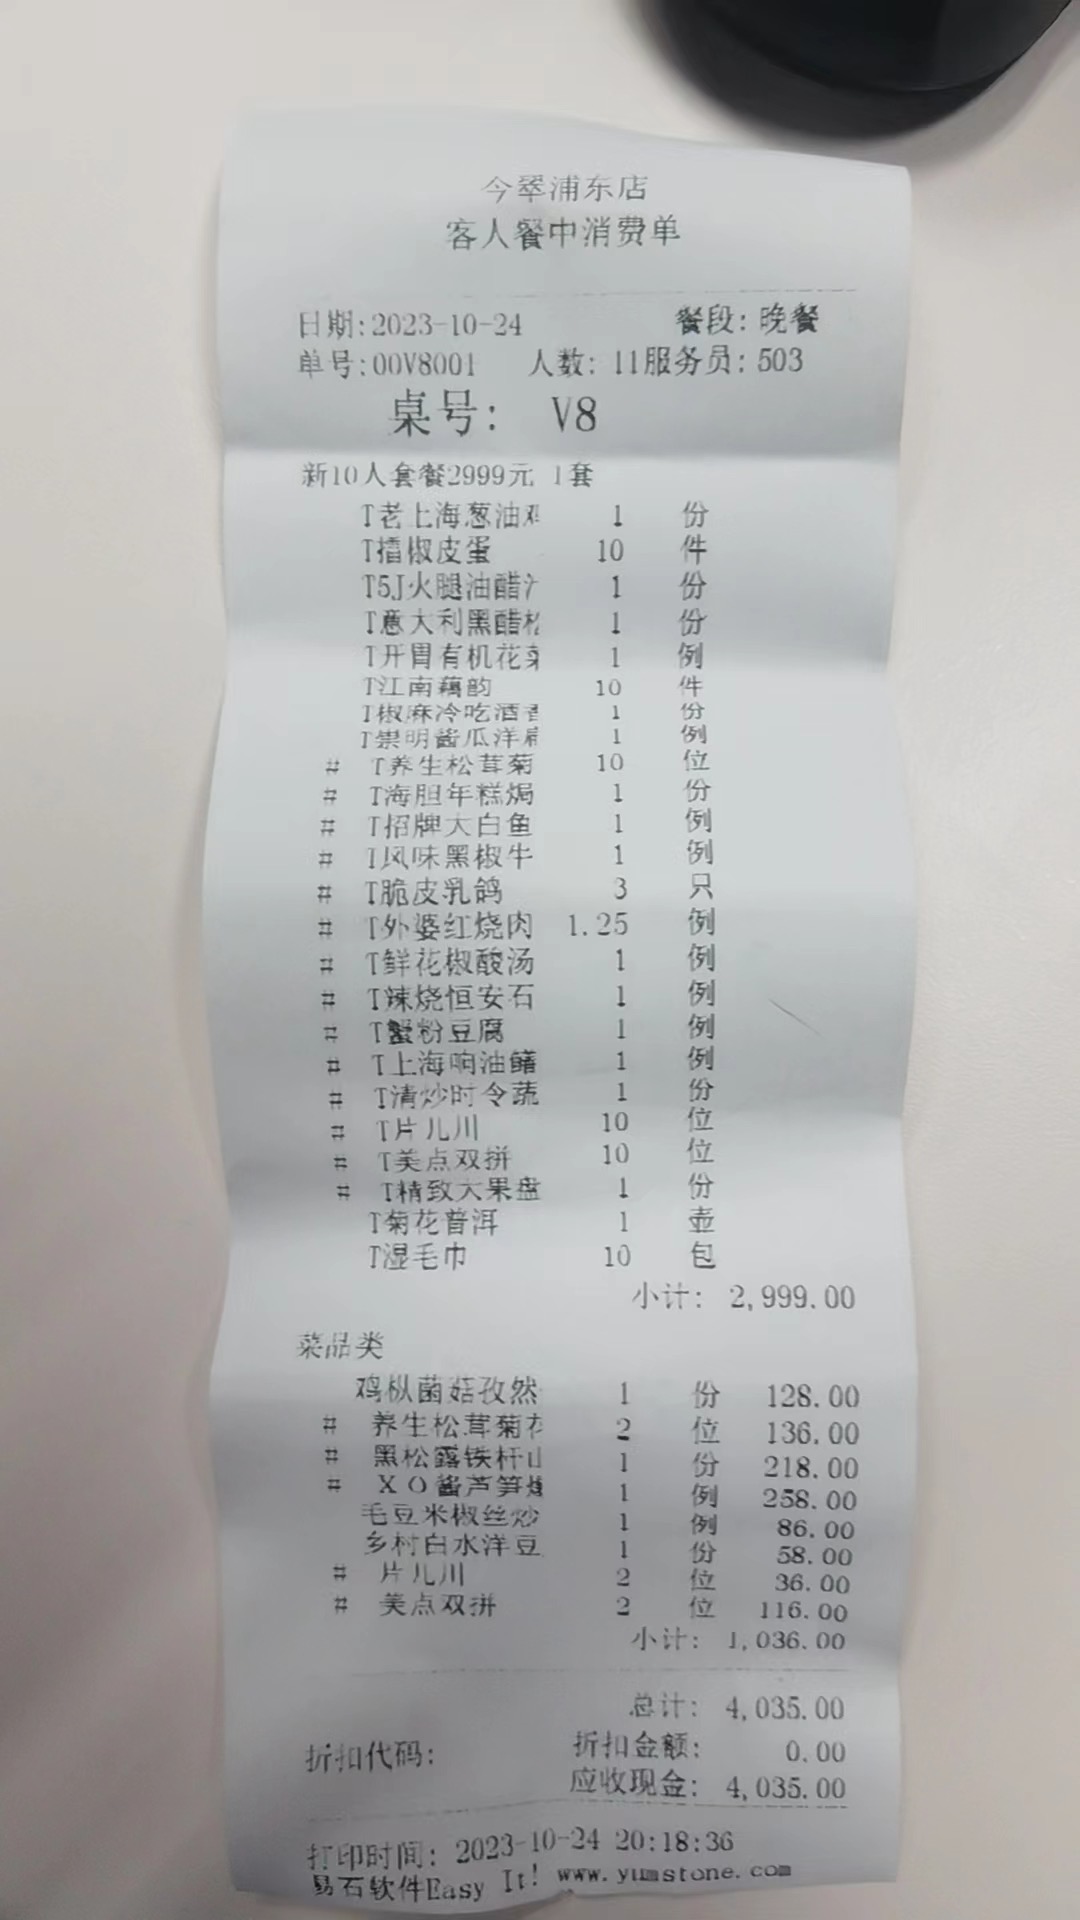 今翠浦东店
客人餐中消费单
日期:2023-10-24 餐段: 晚餐
单号:00V8001 人数: 11服务员: 503
桌号: V8
新10人套餐2999元 1套
T老上海葱油鸡 1 份
T擂椒皮蛋 10 件
T5J火腿油醋汁 1 份
T意大利黑醋松 1 份
T开胃有机花菜 1 例
T江南藕韵 10 件
T椒麻冷吃酒香 1 份
T崇明酱瓜洋扁 1 例
# T养生松茸菊 10 位
# T海胆年糕焗 1 份
# T招牌大白鱼 1 例
# T风味黑椒牛 1 例
# T脆皮乳鸽 3 只
# T外婆红烧肉 1.25 例
# T鲜花椒酸汤 1 例
# T辣烧恒安石 1 例
# T蟹粉豆腐 1 例
# T上海响油鳝 1 例
# T清炒时令蔬 1 份
# T片儿川 10 位
# T美点双拼 10 位
# T精致大果盘 1 份
T菊花普洱 1 壶
T湿毛巾 10 包
小计: 2,999.00
菜品类
鸡枞菌菇孜然 1 份 128.00
# 养生松茸菊花 2 位 136.00
# 黑松露铁杆山 1 份 218.00
# XO酱芦笋爆 1 例 258.00
毛豆米椒丝炒 1 例 86.00
乡村白水洋豆 1 份 58.00
# 片儿川 2 位 36.00
# 美点双拼 2 位 116.00
小计: 1,036.00
总计: 4,035.00
折扣代码: 折扣金额: 0.00
应收现金: 4,035.00
打印时间: 2023-10-24 20:18:36
易石软件Easy It! www.yumstone.com